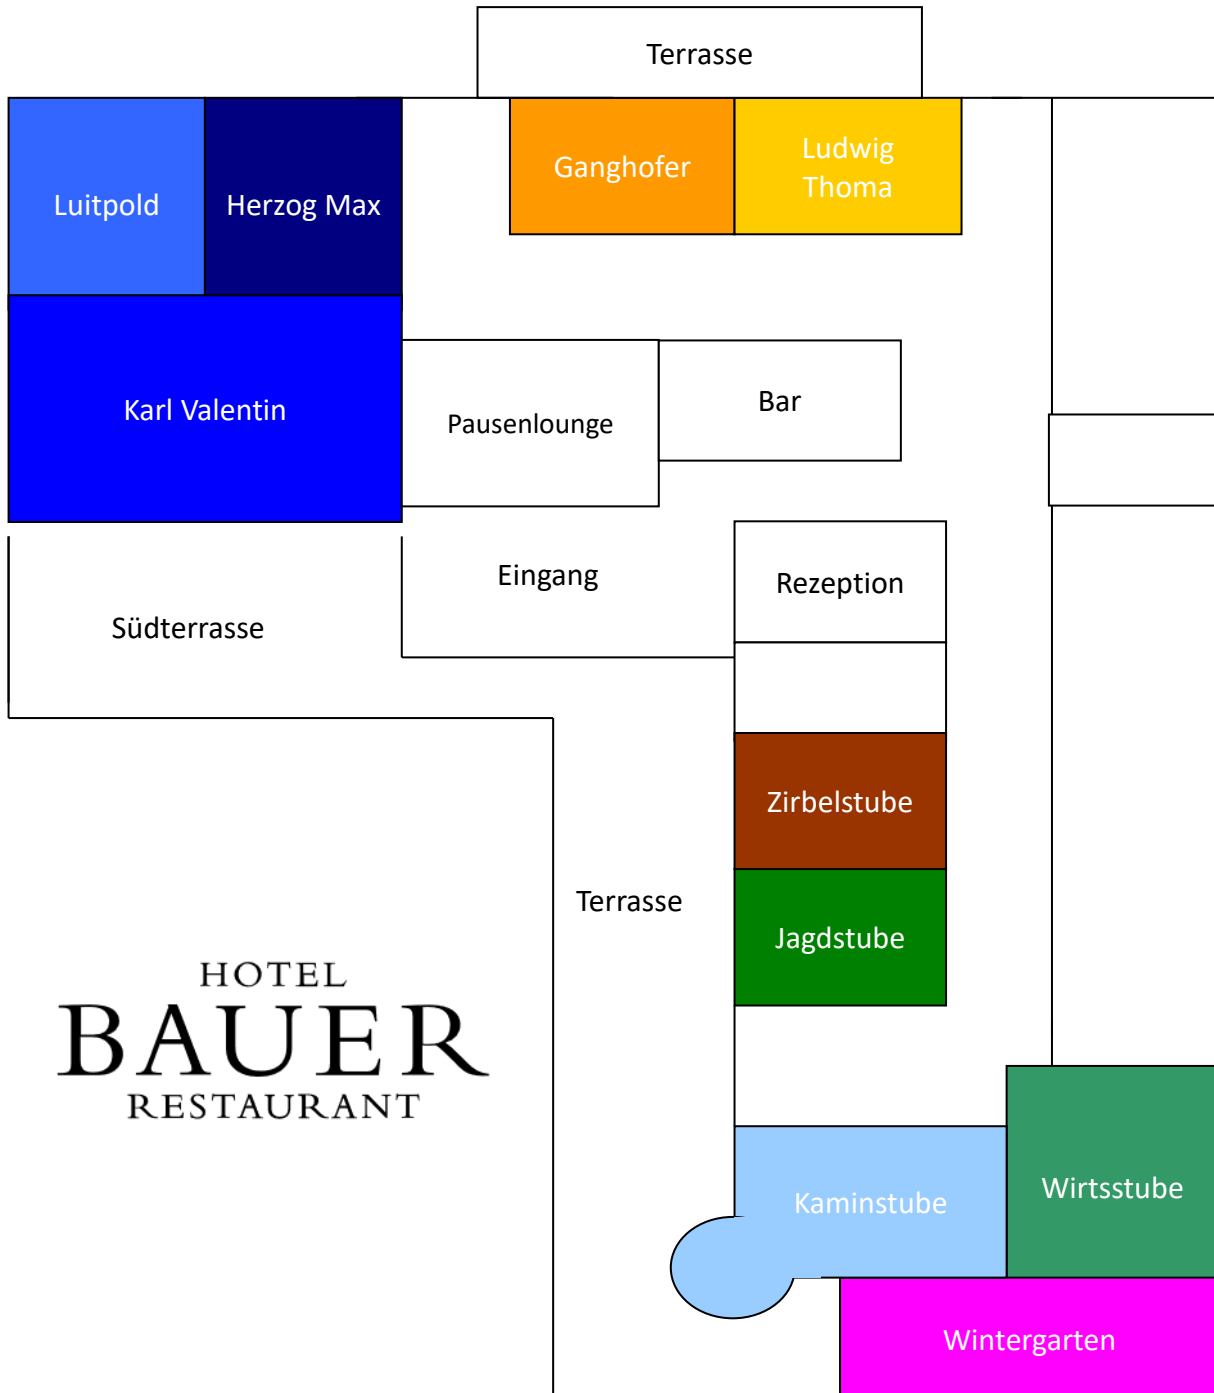 Terrasse
Luitpold
Herzog Max
Ganghofer
Ludwig
Thoma
Karl Valentin
Pausenlounge
Bar
Eingang
Rezeption
Südterrasse
Zirbelstube
Terrasse
Jagdstube
HOTEL
BAUER
RESTAURANT
Kaminstube
Wirtsstube
Wintergarten